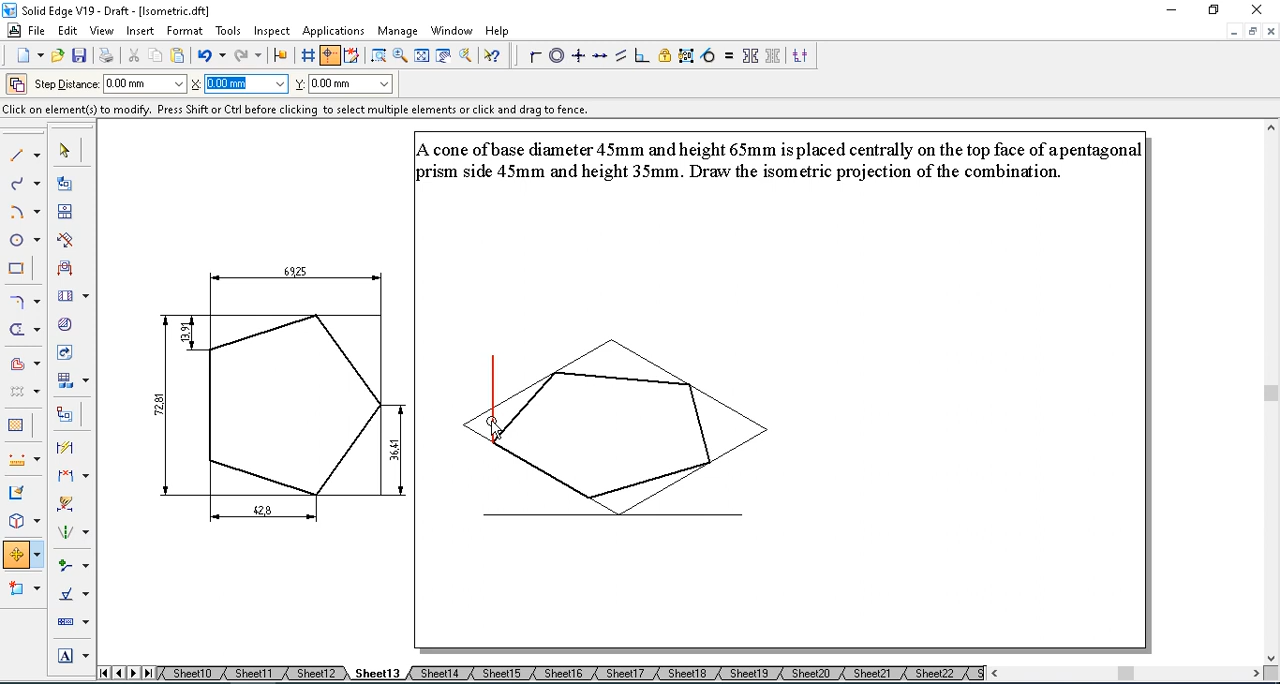 Solid Edge V19 - Draft - [Isometric.dft]
File Edit View Insert Format Tools Inspect Applications Manage Window Help
Step Distance: 0.00 mm X: 0.00 mm Y: 0.00 mm
Click on element(s) to modify. Press Shift or Ctrl before clicking to select multiple elements or click and drag to fence.
A cone of base diameter 45mm and height 65mm is placed centrally on the top face of a pentagonal
prism side 45mm and height 35mm. Draw the isometric projection of the combination.
69,25
13,91
72,81
36,41
42,8
A
Sheet10 Sheet11 Sheet12 Sheet13 Sheet14 Sheet15 Sheet16 Sheet17 Sheet18 Sheet19 Sheet20 Sheet21 Sheet22 S